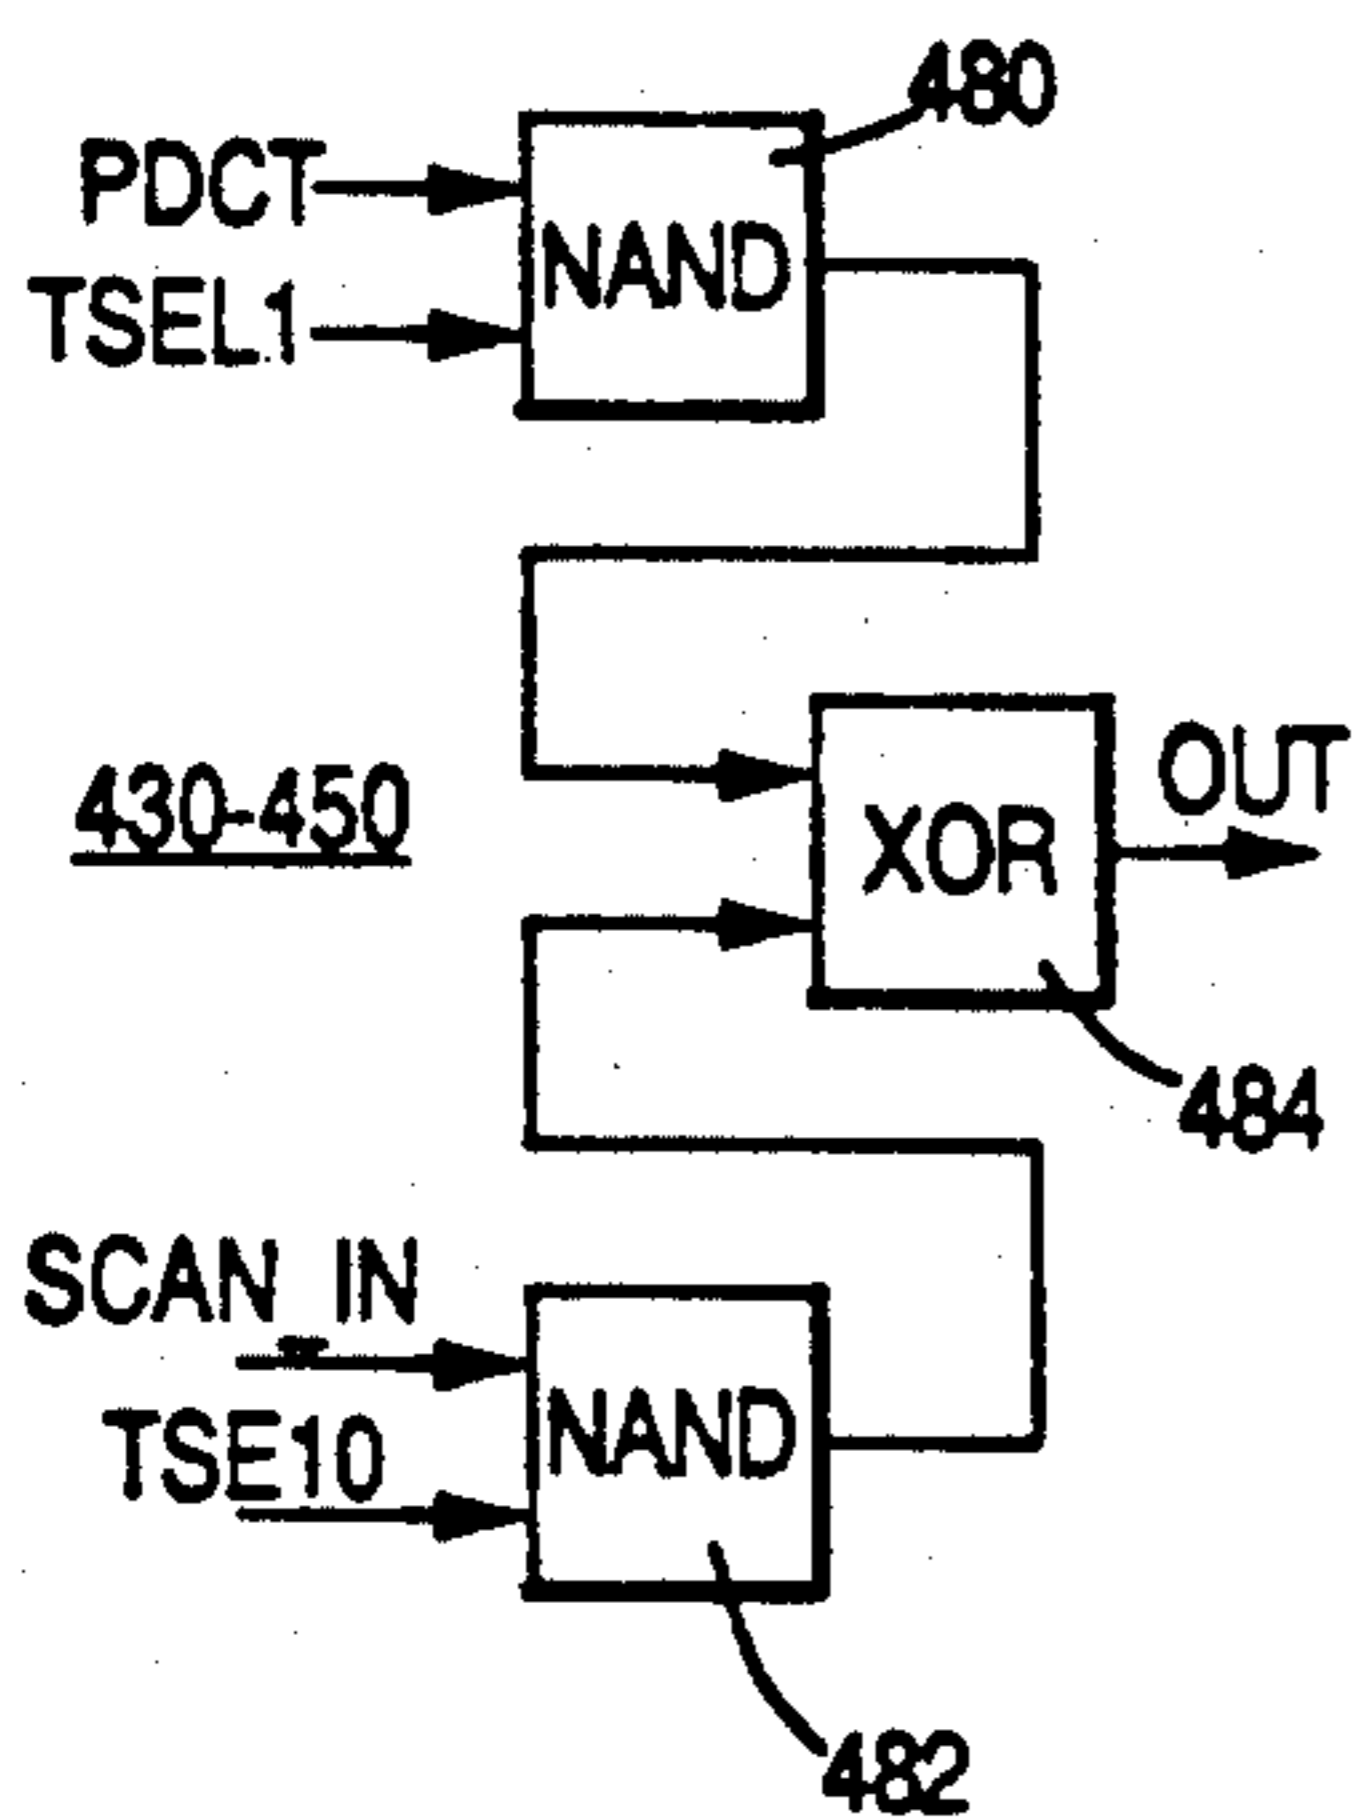 480
PDCT
NAND
TSEL1
430-450
OUT
XOR
484
SCAN_IN
TSE10
NAND
482